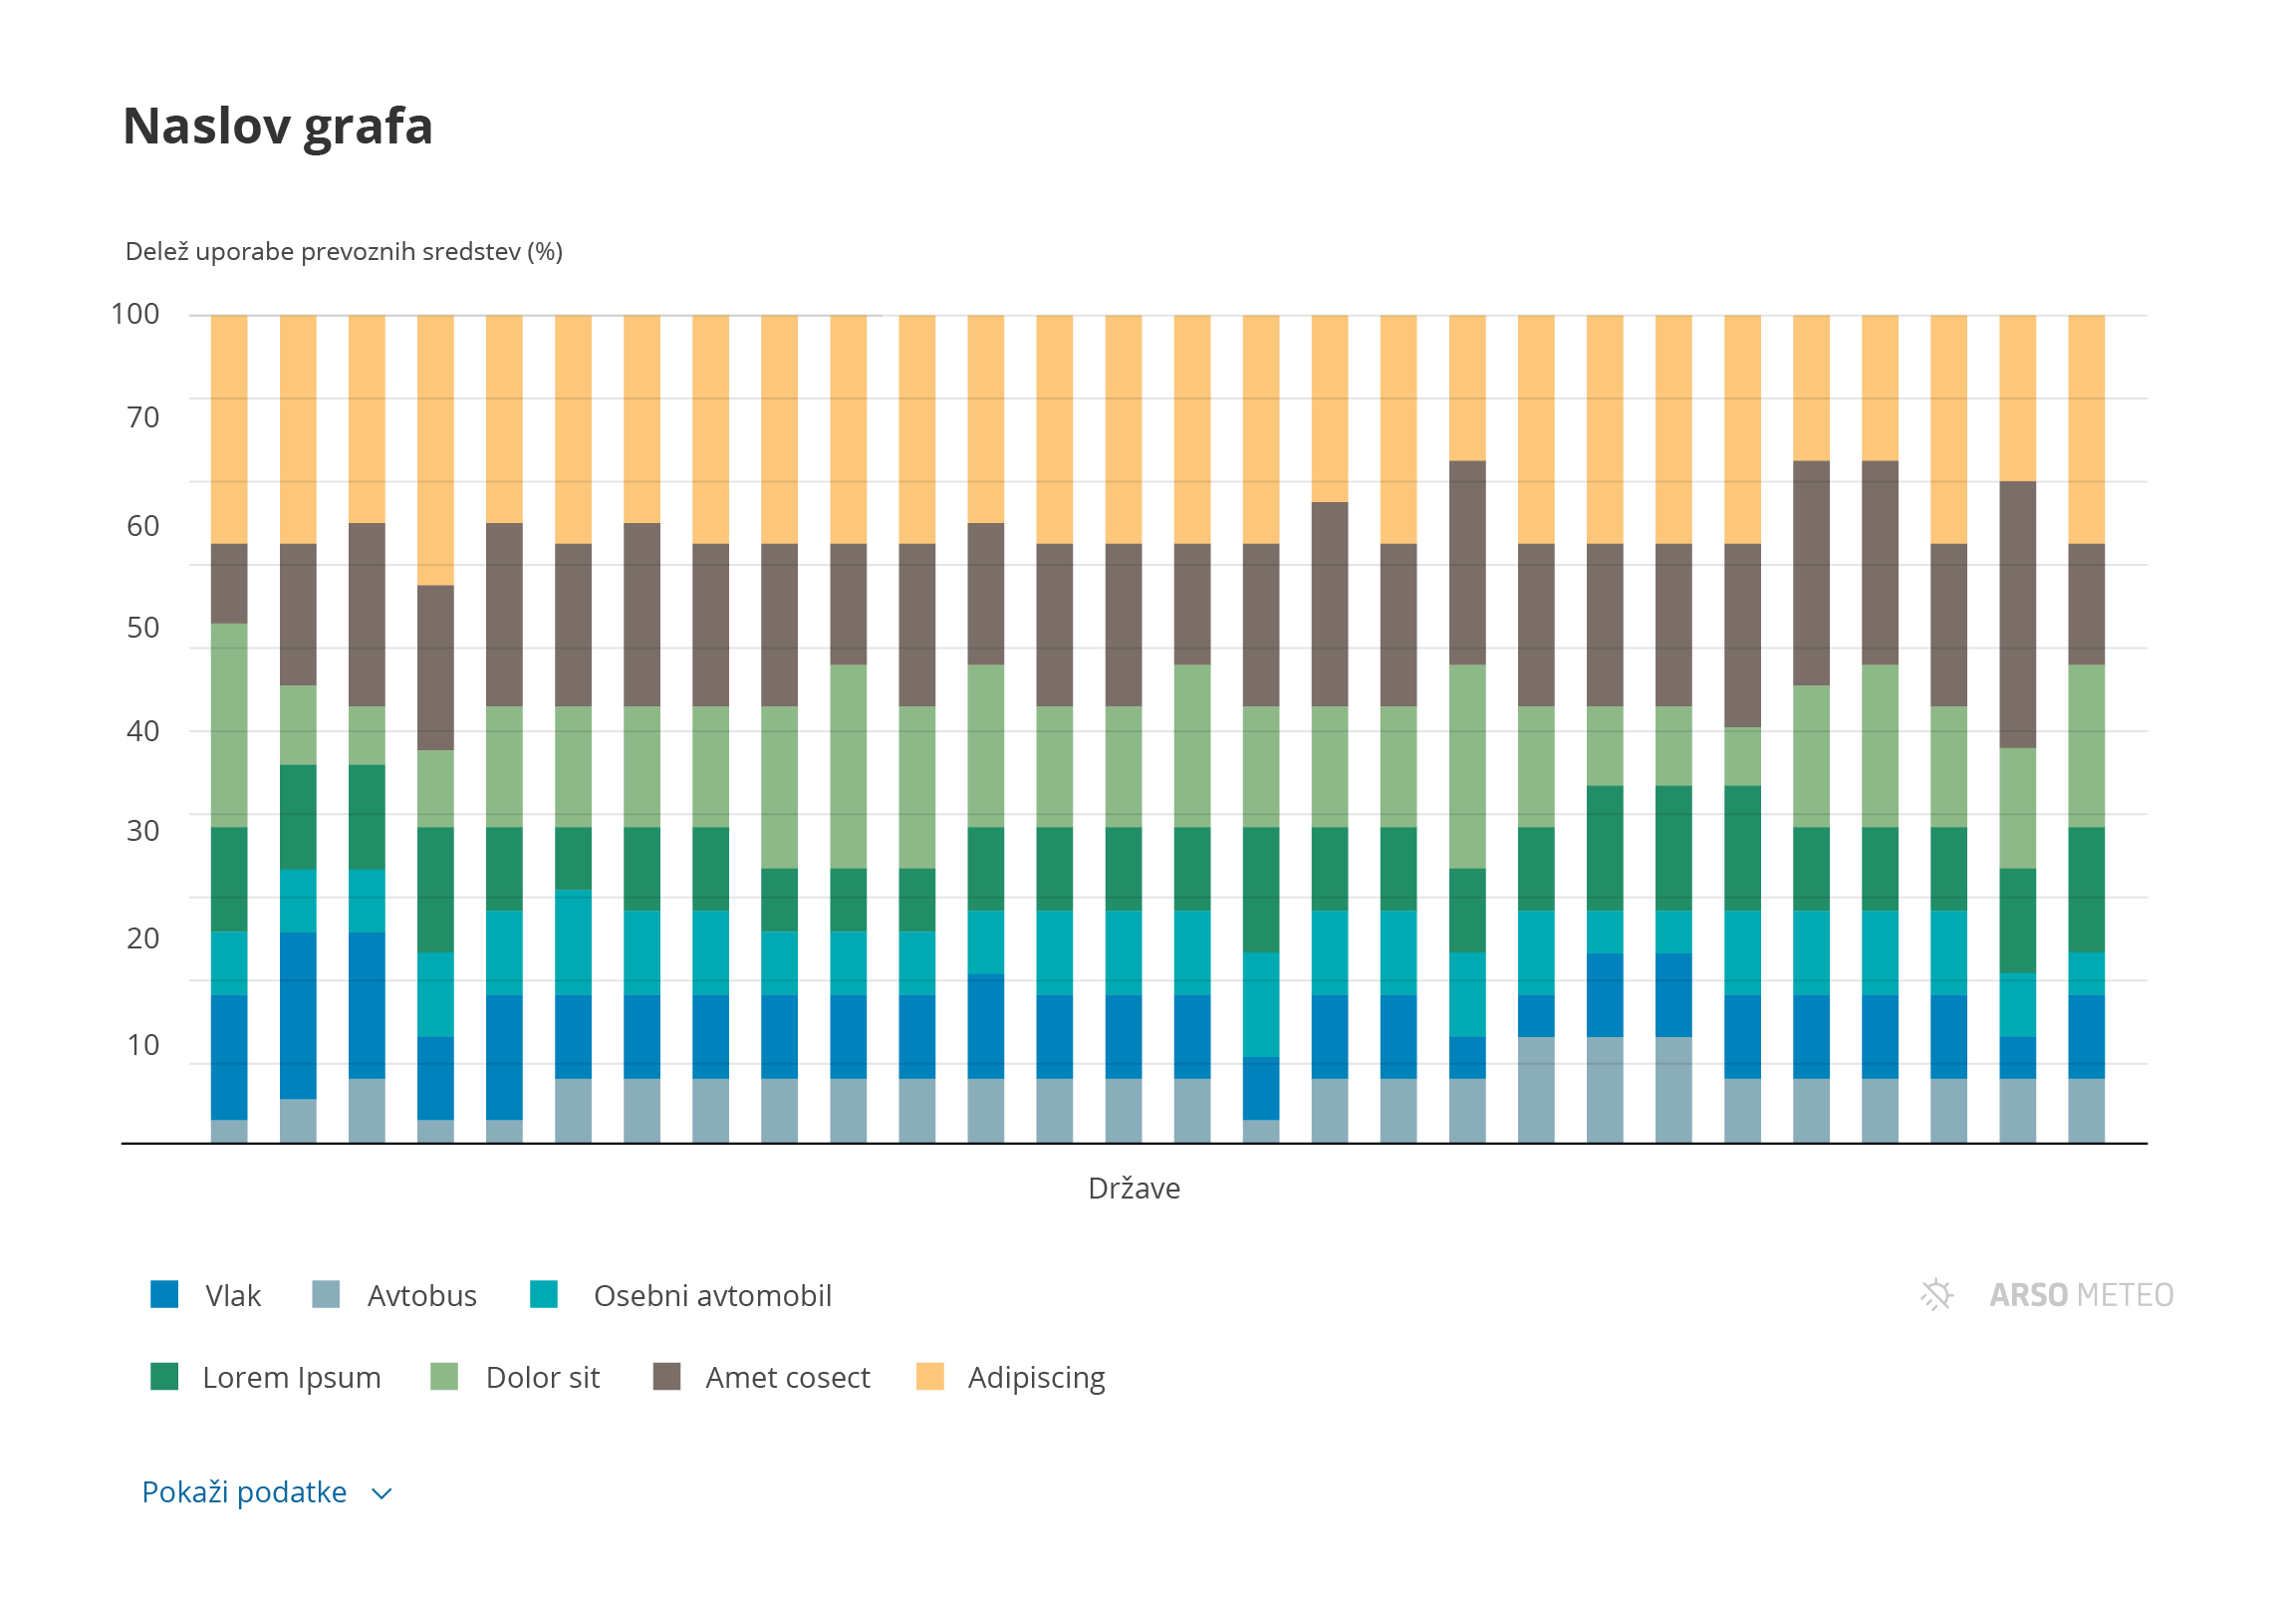 Naslov grafa
Delež uporabe prevoznih sredstev (%)
100
70
60
50
40
30
20
10
Države
Vlak Avtobus Osebni avtomobil
ARSO METEO
Lorem Ipsum Dolor sit Amet cosect Adipiscing
Pokaži podatke